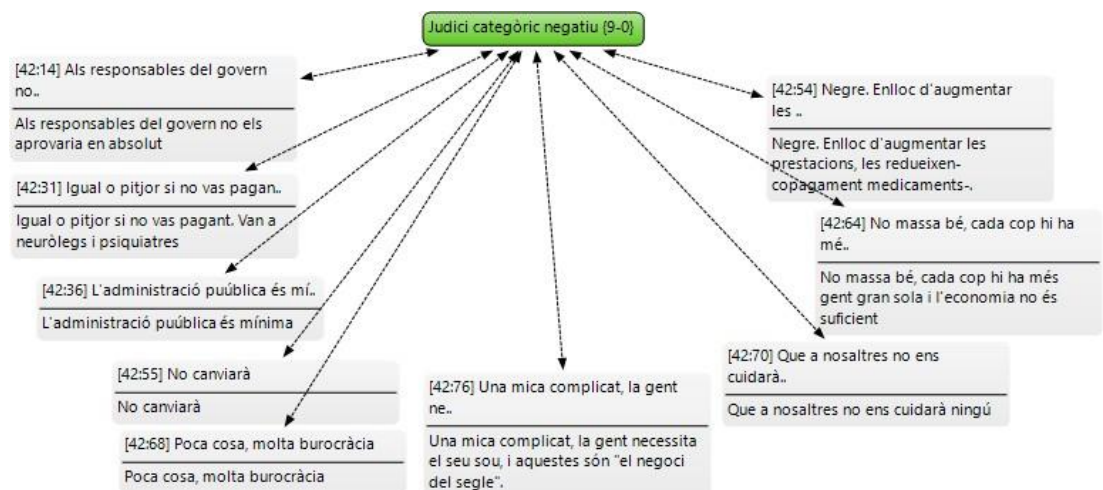 Judici categòric negatiu {9-0}
[42:14] Als responsables del govern
no..
Als responsables del govern no els
aprovaria en absolut
[42:31] Igual o pitjor si no vas pagan..
Igual o pitjor si no vas pagant. Van a
neuròlegs i psiquiatres
[42:36] L'administració puública és mí..
L'administració puública és mínima
[42:55] No canviarà
No canviarà
[42:68] Poca cosa, molta burocràcia
Poca cosa, molta burocràcia
[42:76] Una mica complicat, la gent
ne..
Una mica complicat, la gent necessita
el seu sou, i aquestes són "el negoci
del segle".
[42:54] Negre. Enlloc d'augmentar
les ..
Negre. Enlloc d'augmentar les
prestacions, les redueixen-
copagament medicaments-.
[42:64] No massa bé, cada cop hi ha
mé..
No massa bé, cada cop hi ha més
gent gran sola i l'economia no és
suficient
[42:70] Que a nosaltres no ens
cuidarà..
Que a nosaltres no ens cuidarà ningú